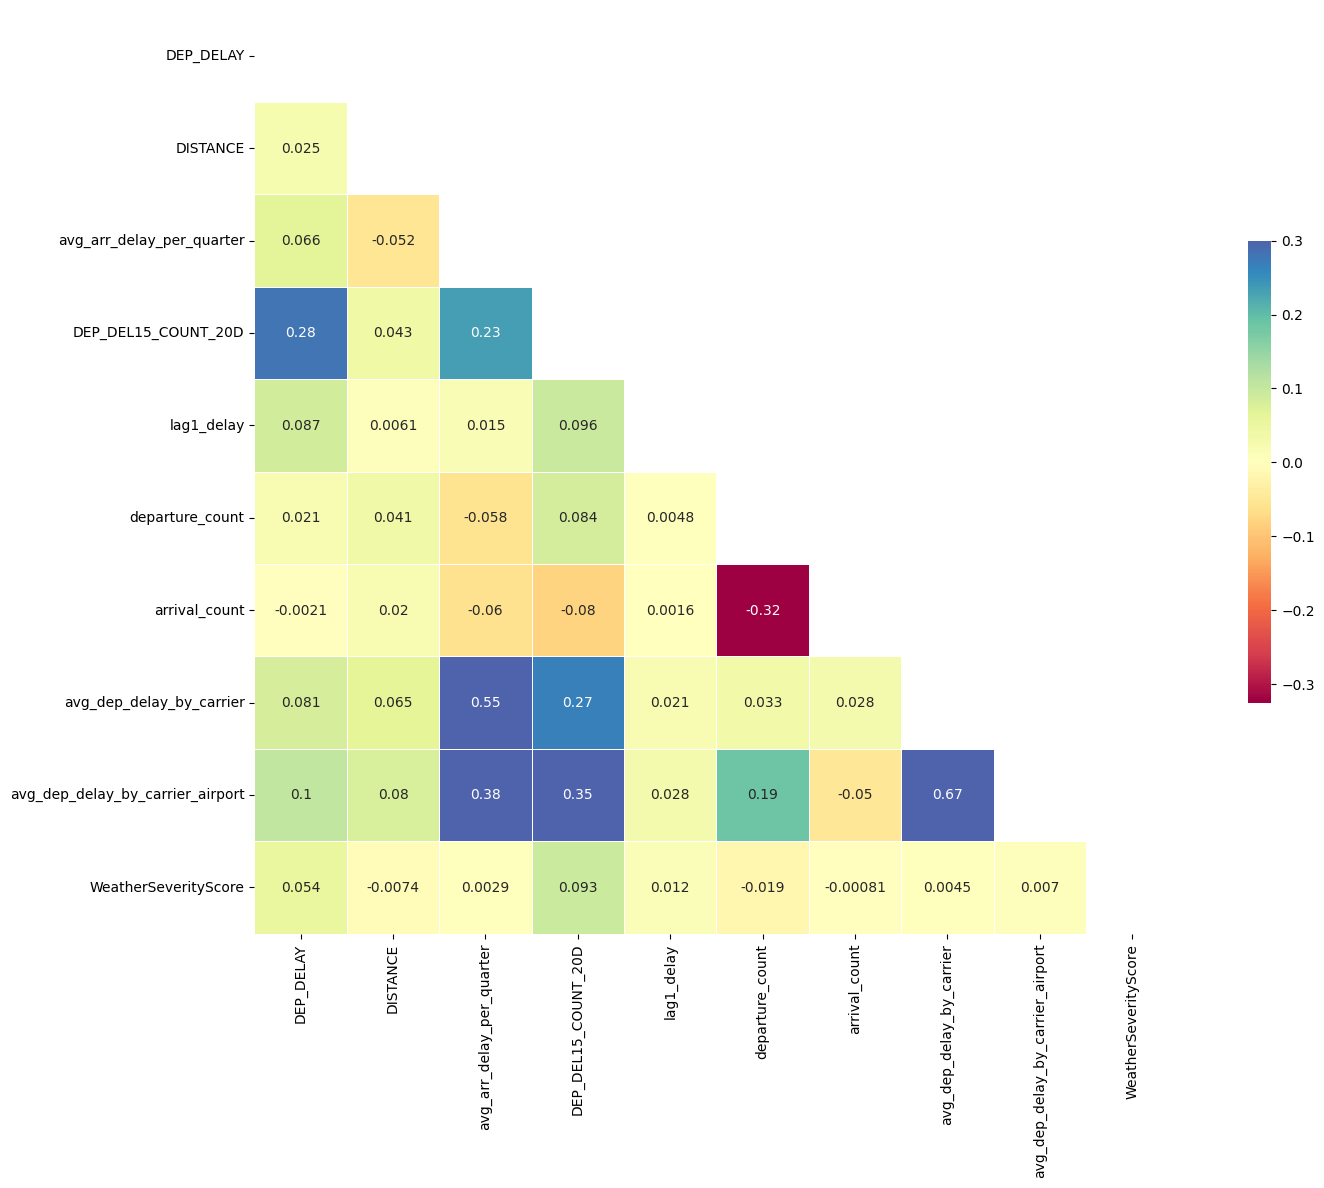 DEP_DELAY
DISTANCE 0.025
avg_arr_delay_per_quarter 0.066 -0.052
DEP_DEL15_COUNT_20D 0.28 0.043 0.23
lag1_delay 0.087 0.0061 0.015 0.096
departure_count 0.021 0.041 -0.058 0.084 0.0048
arrival_count -0.0021 0.02 -0.06 -0.08 0.0016 -0.32
avg_dep_delay_by_carrier 0.081 0.065 0.55 0.27 0.021 0.033 0.028
avg_dep_delay_by_carrier_airport 0.1 0.08 0.38 0.35 0.028 0.19 -0.05 0.67
WeatherSeverityScore 0.054 -0.0074 0.0029 0.093 0.012 -0.019 -0.00081 0.0045 0.007
DEP_DELAY
DISTANCE
avg_arr_delay_per_quarter
DEP_DEL15_COUNT_20D
lag1_delay
departure_count
arrival_count
avg_dep_delay_by_carrier
avg_dep_delay_by_carrier_airport
WeatherSeverityScore
0.3
0.2
0.1
0.0
−0.1
−0.2
−0.3